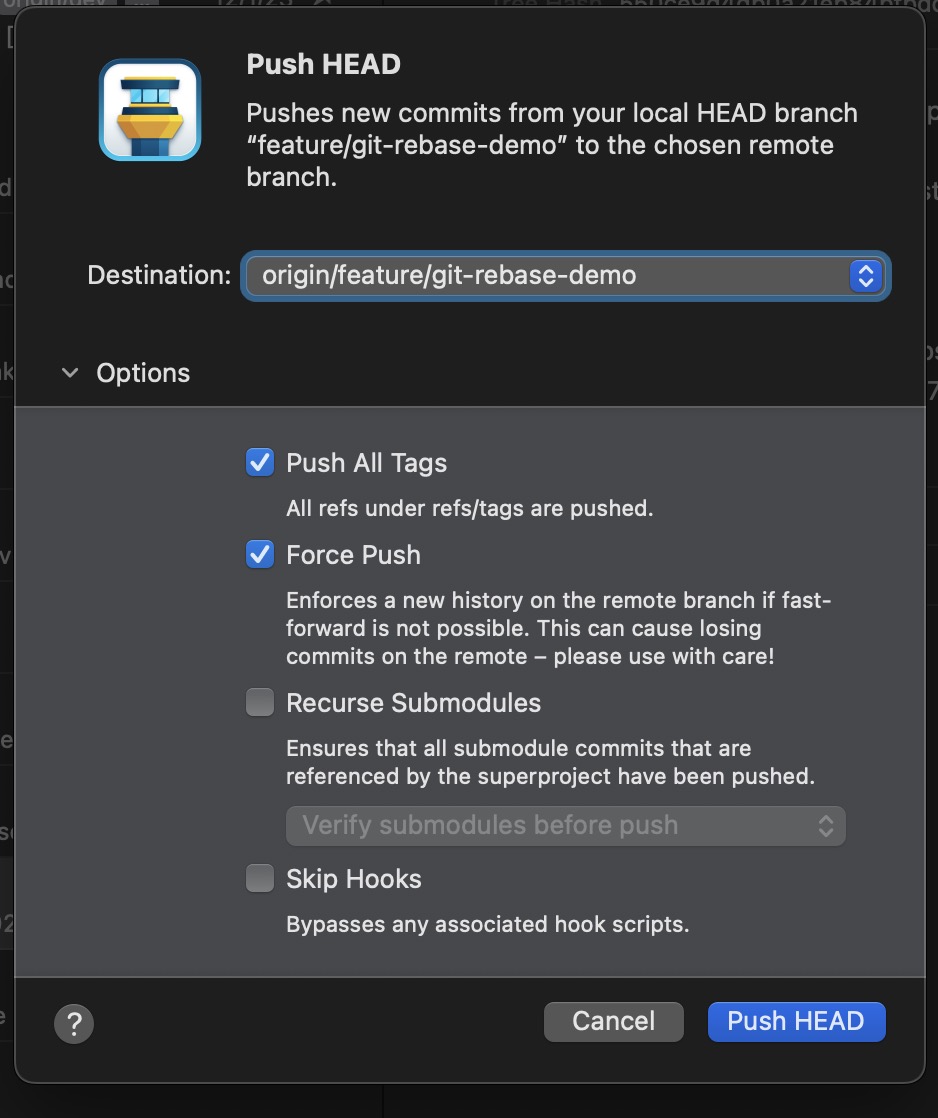 Push HEAD
Pushes new commits from your local HEAD branch
“feature/git-rebase-demo” to the chosen remote
branch.
Destination:
origin/feature/git-rebase-demo
Options
Push All Tags
All refs under refs/tags are pushed.
Force Push
Enforces a new history on the remote branch if fast-
forward is not possible. This can cause losing
commits on the remote – please use with care!
Recurse Submodules
Ensures that all submodule commits that are
referenced by the superproject have been pushed.
Verify submodules before push
Skip Hooks
Bypasses any associated hook scripts.
?
Cancel
Push HEAD